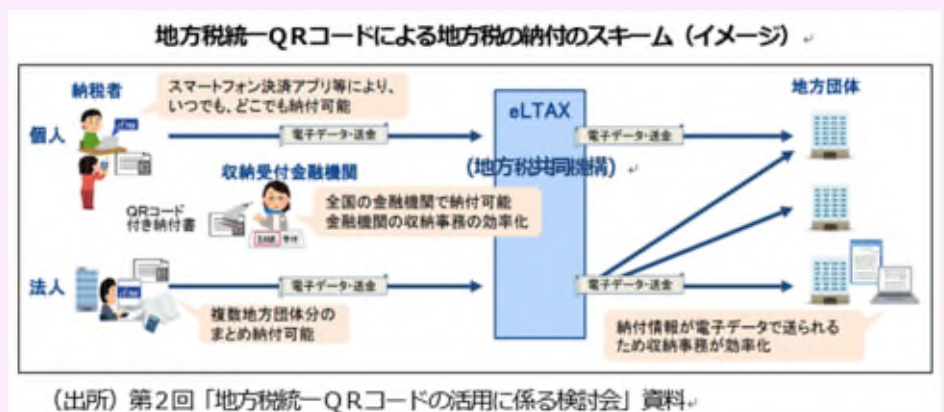 地方税統一QRコードによる地方税の納付のスキーム（イメージ）
納税者
スマートフォン決済アプリ等により、
いつでも、どこでも納付可能
地方団体
個人
電子データ・送金
eLTAX
電子データ・送金
(地方税共同機構)
収納受付金融機関
全国の金融機関で納付可能
金融機関の収納事務の効率化
QRコード
付き納付書
法人
電子データ・送金
電子データ・送金
複数地方団体分の
まとめ納付可能
納付情報が電子データで送られる
ため収納事務が効率化
（出所）第2回「地方税統一QRコードの活用に係る検討会」資料